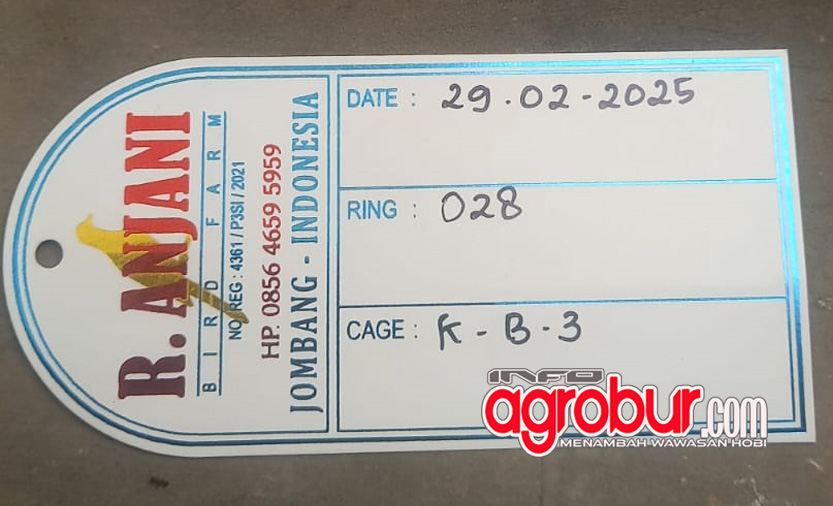 R. ANJANI
BIRD FARM
NO. REG : 4361 / P3SI / 2021
HP. 0856 4659 5959
JOMBANG - INDONESIA
DATE : 29.02-2025
RING : 028
CAGE : K-B-3
INFO
agrobur.com
MENAMBAH WAWASAN HOBI